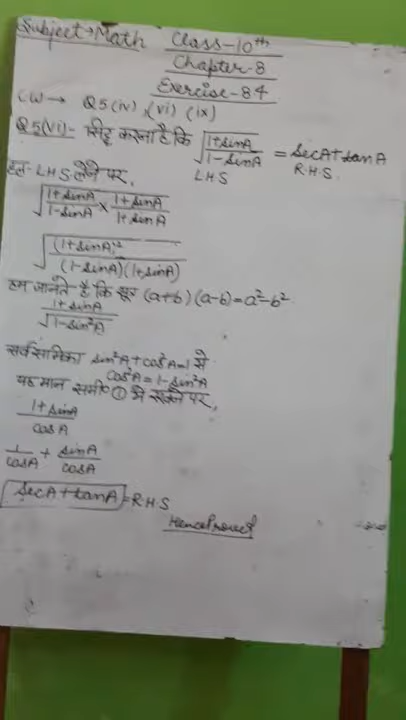 Subject→Math Class-10th
Chapter-8
Exercise-8.4
CW → Q5(iv),(vi)(ix)
Q5(vi)- सिद्ध करना है कि √(1+sinA)/(1-sinA) = SecA+tanA
LHS R.H.S.
हल- LHS लेने पर,
√(1+sinA)/(1-sinA) × (1+sinA)/(1+sinA)
√(1+sinA)²/(1-sinA)(1+sinA)
हम जानते है कि सूत्र (a+b)(a-b)=a²-b²
(1+sinA)/√(1-sin²A)
सर्वसमिका sin²A+cos²A=1 से
cos²A=1-sin²A
यह मान समी० ① में रखने पर,
(1+sinA)/cosA
1/cosA + sinA/cosA
SecA+tanA=R.H.S
Hence Proved